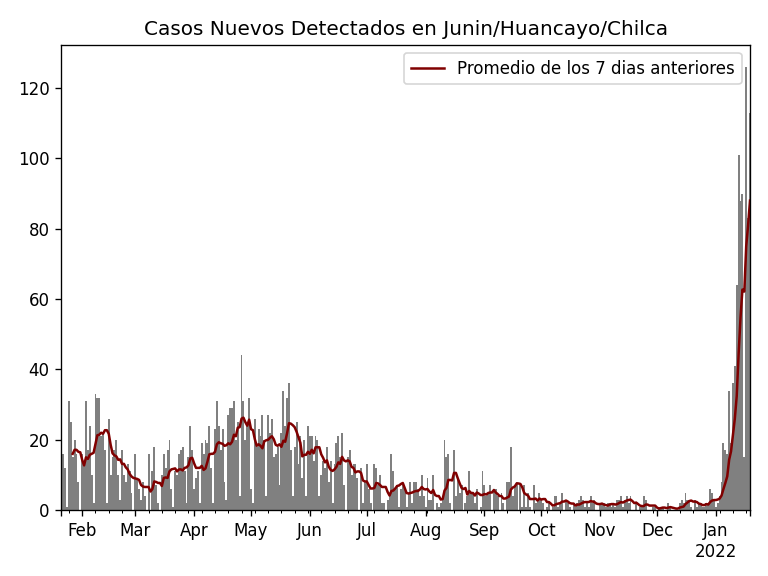 Casos Nuevos Detectados en Junin/Huancayo/Chilca
Promedio de los 7 dias anteriores
120
100
80
60
40
20
0
Feb Mar Apr May Jun Jul Aug Sep Oct Nov Dec Jan
2022